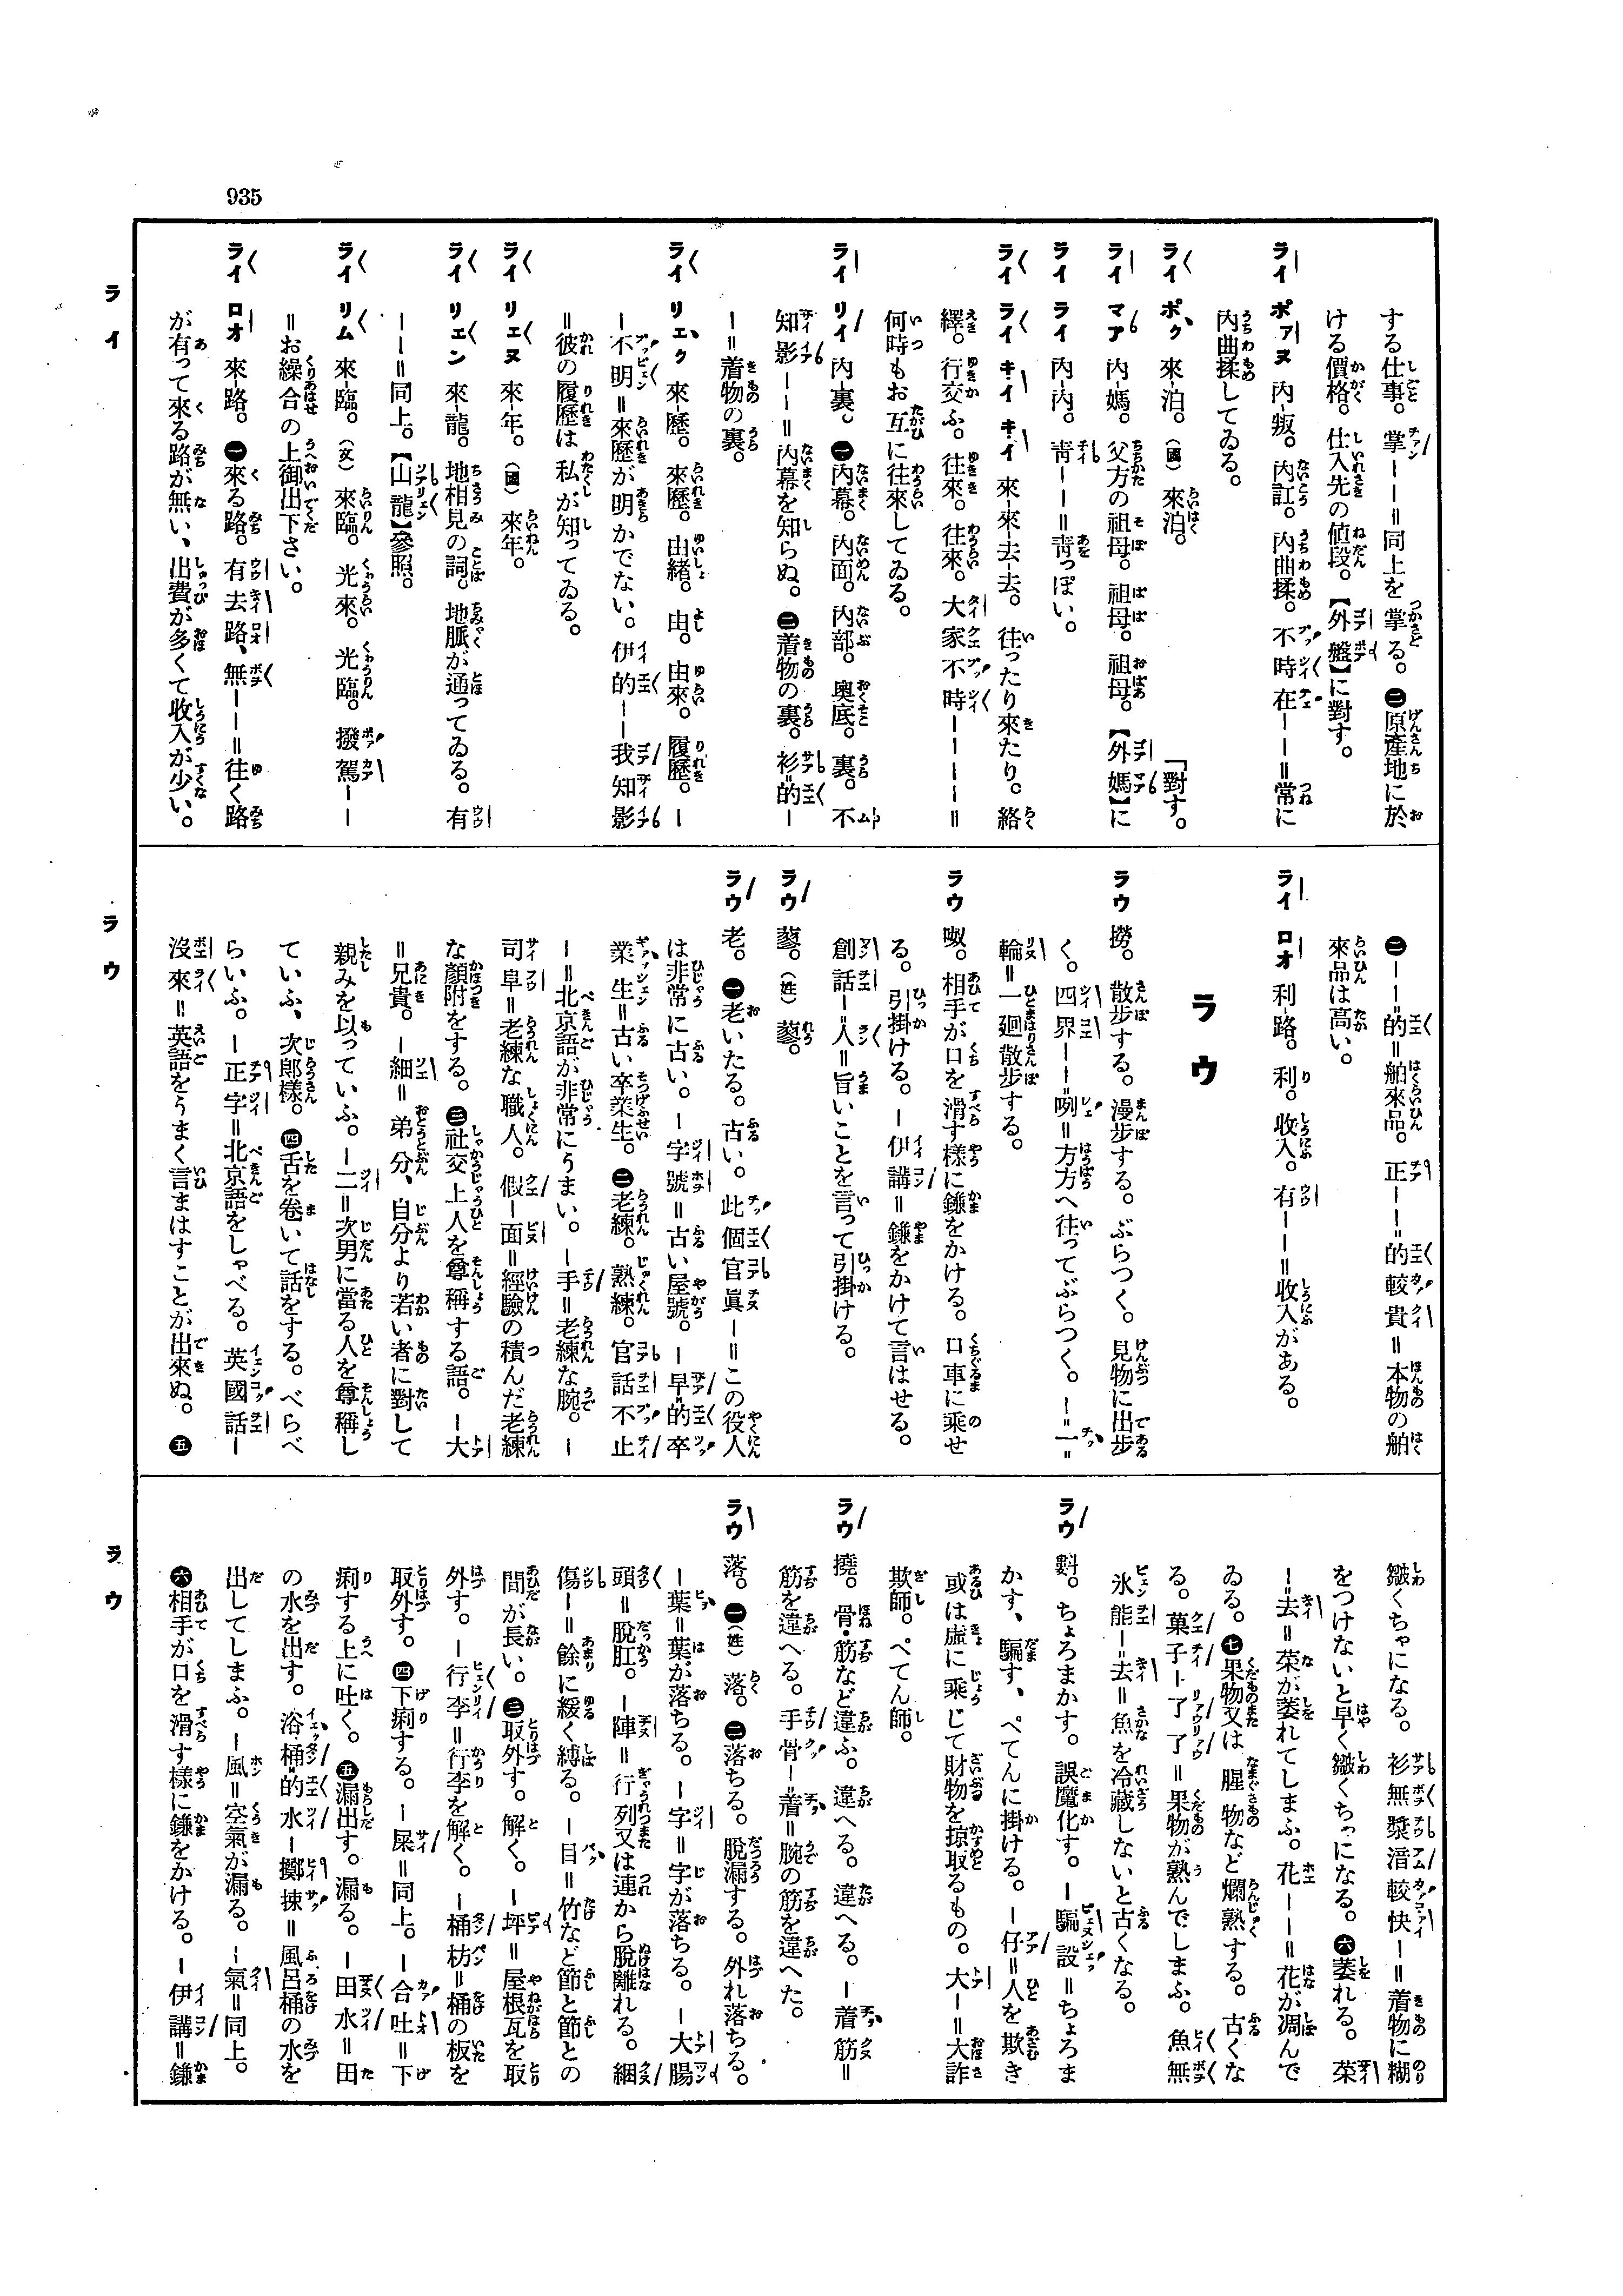 935
ライ
ラウ
ラウ
する仕事。掌ーー＝同上を掌る。㊁原產地に於
ける價格。仕入先の値段。【外盤】に對す。
ライ ポァヌ 內-叛。內訌。內曲揉。不時在ーー＝常に
內曲揉してゐる。
ライ ポク 來-泊。（國）來泊。
ライ マア 內-媽。父方の祖母。祖母。祖母。【外媽】に「對す。
ライ ライ 內-內。靑ーー＝靑っぽい。
ライ ライ キイ キイ 來-來-去-去。往ったり來たり。絡
繹。行交ふ。往來。往來。大家不時ーーーー＝
何時もお互に往來してゐる。
ライ リイ 內-裏。㊀內幕。內面。內部。奧底。裏。不
知影ーー＝內幕を知らぬ。㊁着物の裏。衫的ー
ー＝着物の裏。
ライ リェク 來-歷。來歷。由緒。由。由來。履歷。ー
ー不明＝來歷が明かでない。伊的ーー我知影
＝彼の履歷は私が知ってゐる。
ライ リェヌ 來-年。（國）來年。
ライ リェン 來-龍。地相見の詞。地脈が通ってゐる。有
ーー＝同上。【山龍】參照。
ライ リム 來-臨。（文）來臨。光來。光臨。撥駕ーー
＝お繰合の上御出下さい。
ライ ロオ 來-路。㊀來る路。有去路、無ーー＝往く路
が有って來る路が無い、出費が多くて收入が少い。
㊁ーー的＝舶來品。正ーー的較貴＝本物の舶
來品は高い。
ライ ロオ 利-路。利。收入。有ーー＝收入がある。
ラウ
ラウ 撈。散步する。漫步する。ぶらつく。見物に出步
く。四界ーー咧＝方方へ往ってぶらつく。ー一
輪＝一廻散步する。
ラウ 嘐。相手が口を滑す樣に鎌をかける。口車に乘せ
る。引掛ける。ー伊講＝鎌をかけて言はせる。
創話ー人＝旨いことを言って引掛ける。
ラウ 蓼。（姓）蓼。
ラウ 老。㊀老いたる。古い。此個官眞ー＝この役人
は非常に古い。ー字號＝古い屋號。ー早的卒
業生＝古い卒業生。㊁老練。熟練。官話不止
ー＝北京語が非常にうまい。ー手＝老練な腕。ー
司阜＝老練な職人。假ー面＝經驗の積んだ老練
な顏附をする。㊂社交上人を尊稱する語。ー大
＝兄貴。ー細＝弟分、自分より若い者に對して
親みを以っていふ。ー二＝次男に當る人を尊稱し
ていふ、次郎樣。㊃舌を卷いて話をする。べらべ
らいふ。ー正字＝北京語をしゃべる。英國話ー
沒來＝英語をうまく言まはすことが出來ぬ。㊄
皺くちゃになる。衫無漿湆較快ー＝着物に糊
をつけないと早く皺くちゃになる。㊅萎れる。菜
ー去＝菜が萎れてしまふ。花ーー＝花が凋んで
ゐる。㊆果物又は腥物など爛熟する。古くな
る。菓子ー了了＝果物が熟んでしまふ。魚無
氷能ー去＝魚を冷藏しないと古くなる。
ラウ ちょろまかす。誤魔化す。ー騙設＝ちょろま
かす、騙す、ぺてんに掛ける。ー仔＝人を欺き
或は虛に乘じて財物を掠取るもの。大ー＝大詐
欺師。ぺてん師。
ラウ 撓。骨・筋など違ふ。違へる。違へる。ー着筋＝
筋を違へる。手骨ー着＝腕の筋を違へた。
ラウ 落。㊀（姓）落。㊁落ちる。脫漏する。外れ落ちる。
ー葉＝葉が落ちる。ー字＝字が落ちる。ー大腸
頭＝脫肛。ー陣＝行列又は連から脫離れる。綑
傷ー＝餘に緩く縛る。ー目＝竹など節と節との
間が長い。㊂取外す。解く。ー坪＝屋根瓦を取
外す。ー行李＝行李を解く。ー桶枋＝桶の板を
取外す。㊃下痢する。ー屎＝同上。ー合吐＝下
痢する上に吐く。㊄漏出す。漏る。ー田水＝田
の水を出す。浴桶的水ー擲捒＝風呂桶の水を
出してしまふ。ー風＝空氣が漏る。ー氣＝同上。
㊅相手が口を滑す樣に鎌をかける。ー伊講＝鎌